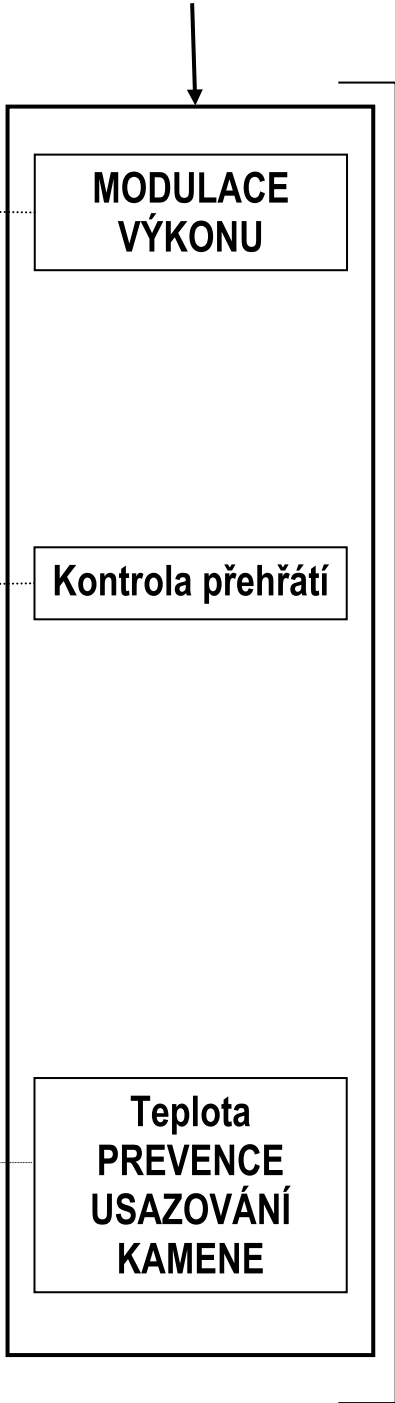 MODULACE
VÝKONU
Kontrola přehřátí
Teplota
PREVENCE
USAZOVÁNÍ
KAMENE